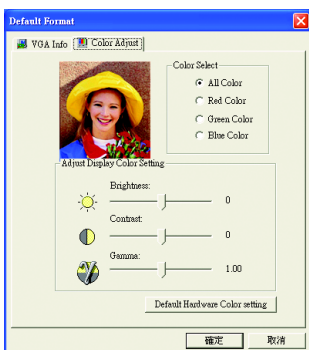 Default Format
VGA Info
Color Adjust
Color Select
All Color
Red Color
Green Color
Blue Color
Adjust Display Color Setting
Brightness:
0
Contrast:
0
Gamma:
1.00
Default Hardware Color setting
確定
取消